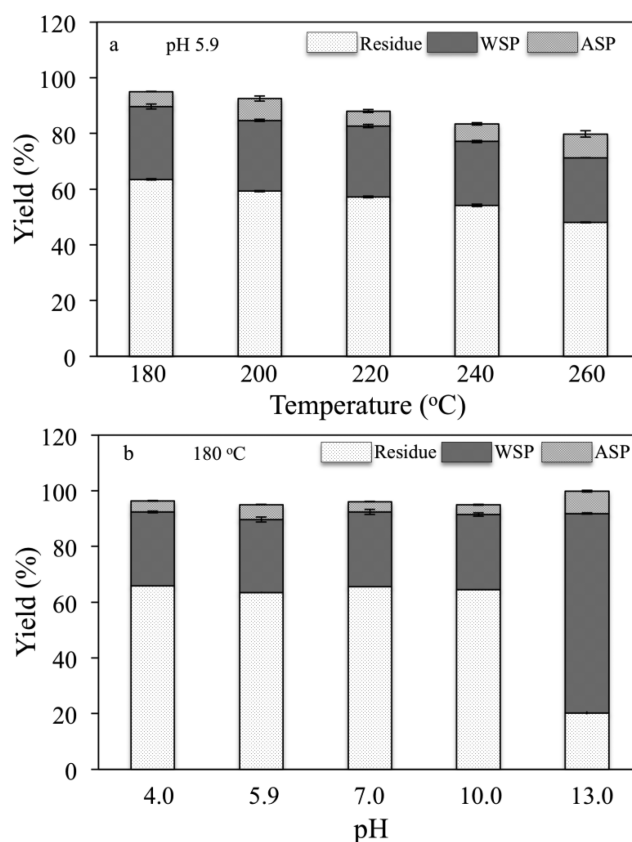 120
a pH 5.9 Residue WSP ASP
100
80
60
40
20
0
Yield (%)
180 200 220 240 260
Temperature (°C)
120
b 180 °C Residue WSP ASP
100
80
60
40
20
0
Yield (%)
4.0 5.9 7.0 10.0 13.0
pH